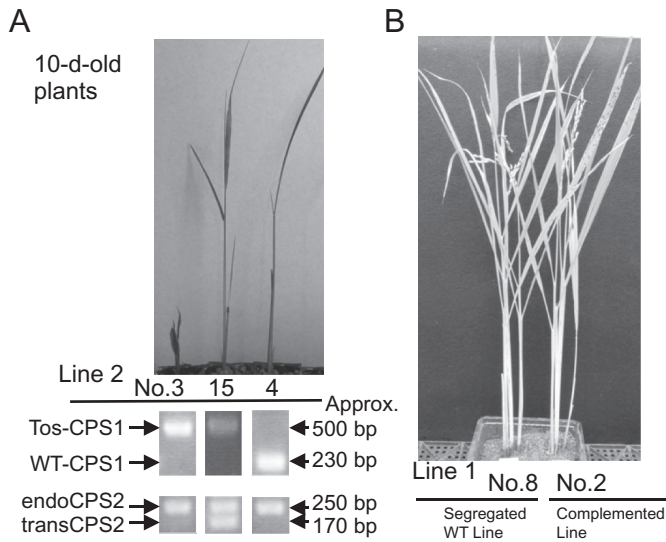 A
10-d-old
plants
Line 2 No.3 15 4
Approx.
Tos-CPS1 500 bp
WT-CPS1 230 bp
endoCPS2 250 bp
transCPS2 170 bp
B
Line 1 No.8 No.2
Segregated
WT Line
Complemented
Line